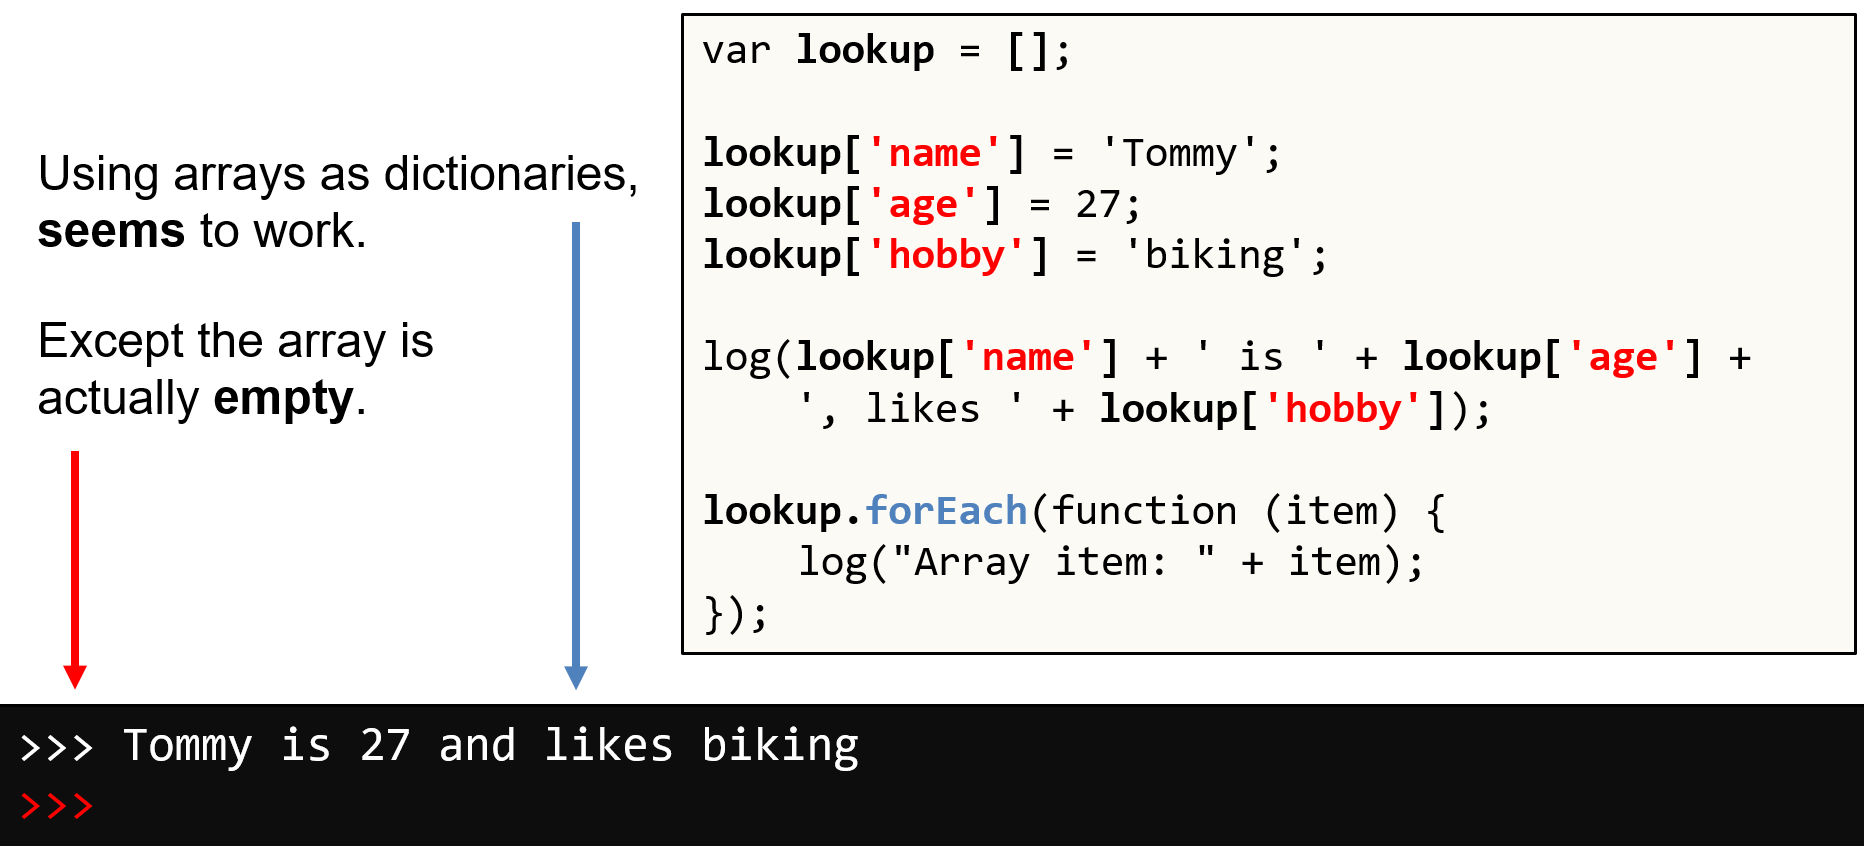 Using arrays as dictionaries,
seems to work.
Except the array is
actually empty.
var lookup = [];
lookup['name'] = 'Tommy';
lookup['age'] = 27;
lookup['hobby'] = 'biking';
log(lookup['name'] + ' is ' + lookup['age'] +
    ', likes ' + lookup['hobby']);
lookup.forEach(function (item) {
    log("Array item: " + item);
});
>>> Tommy is 27 and likes biking
>>>